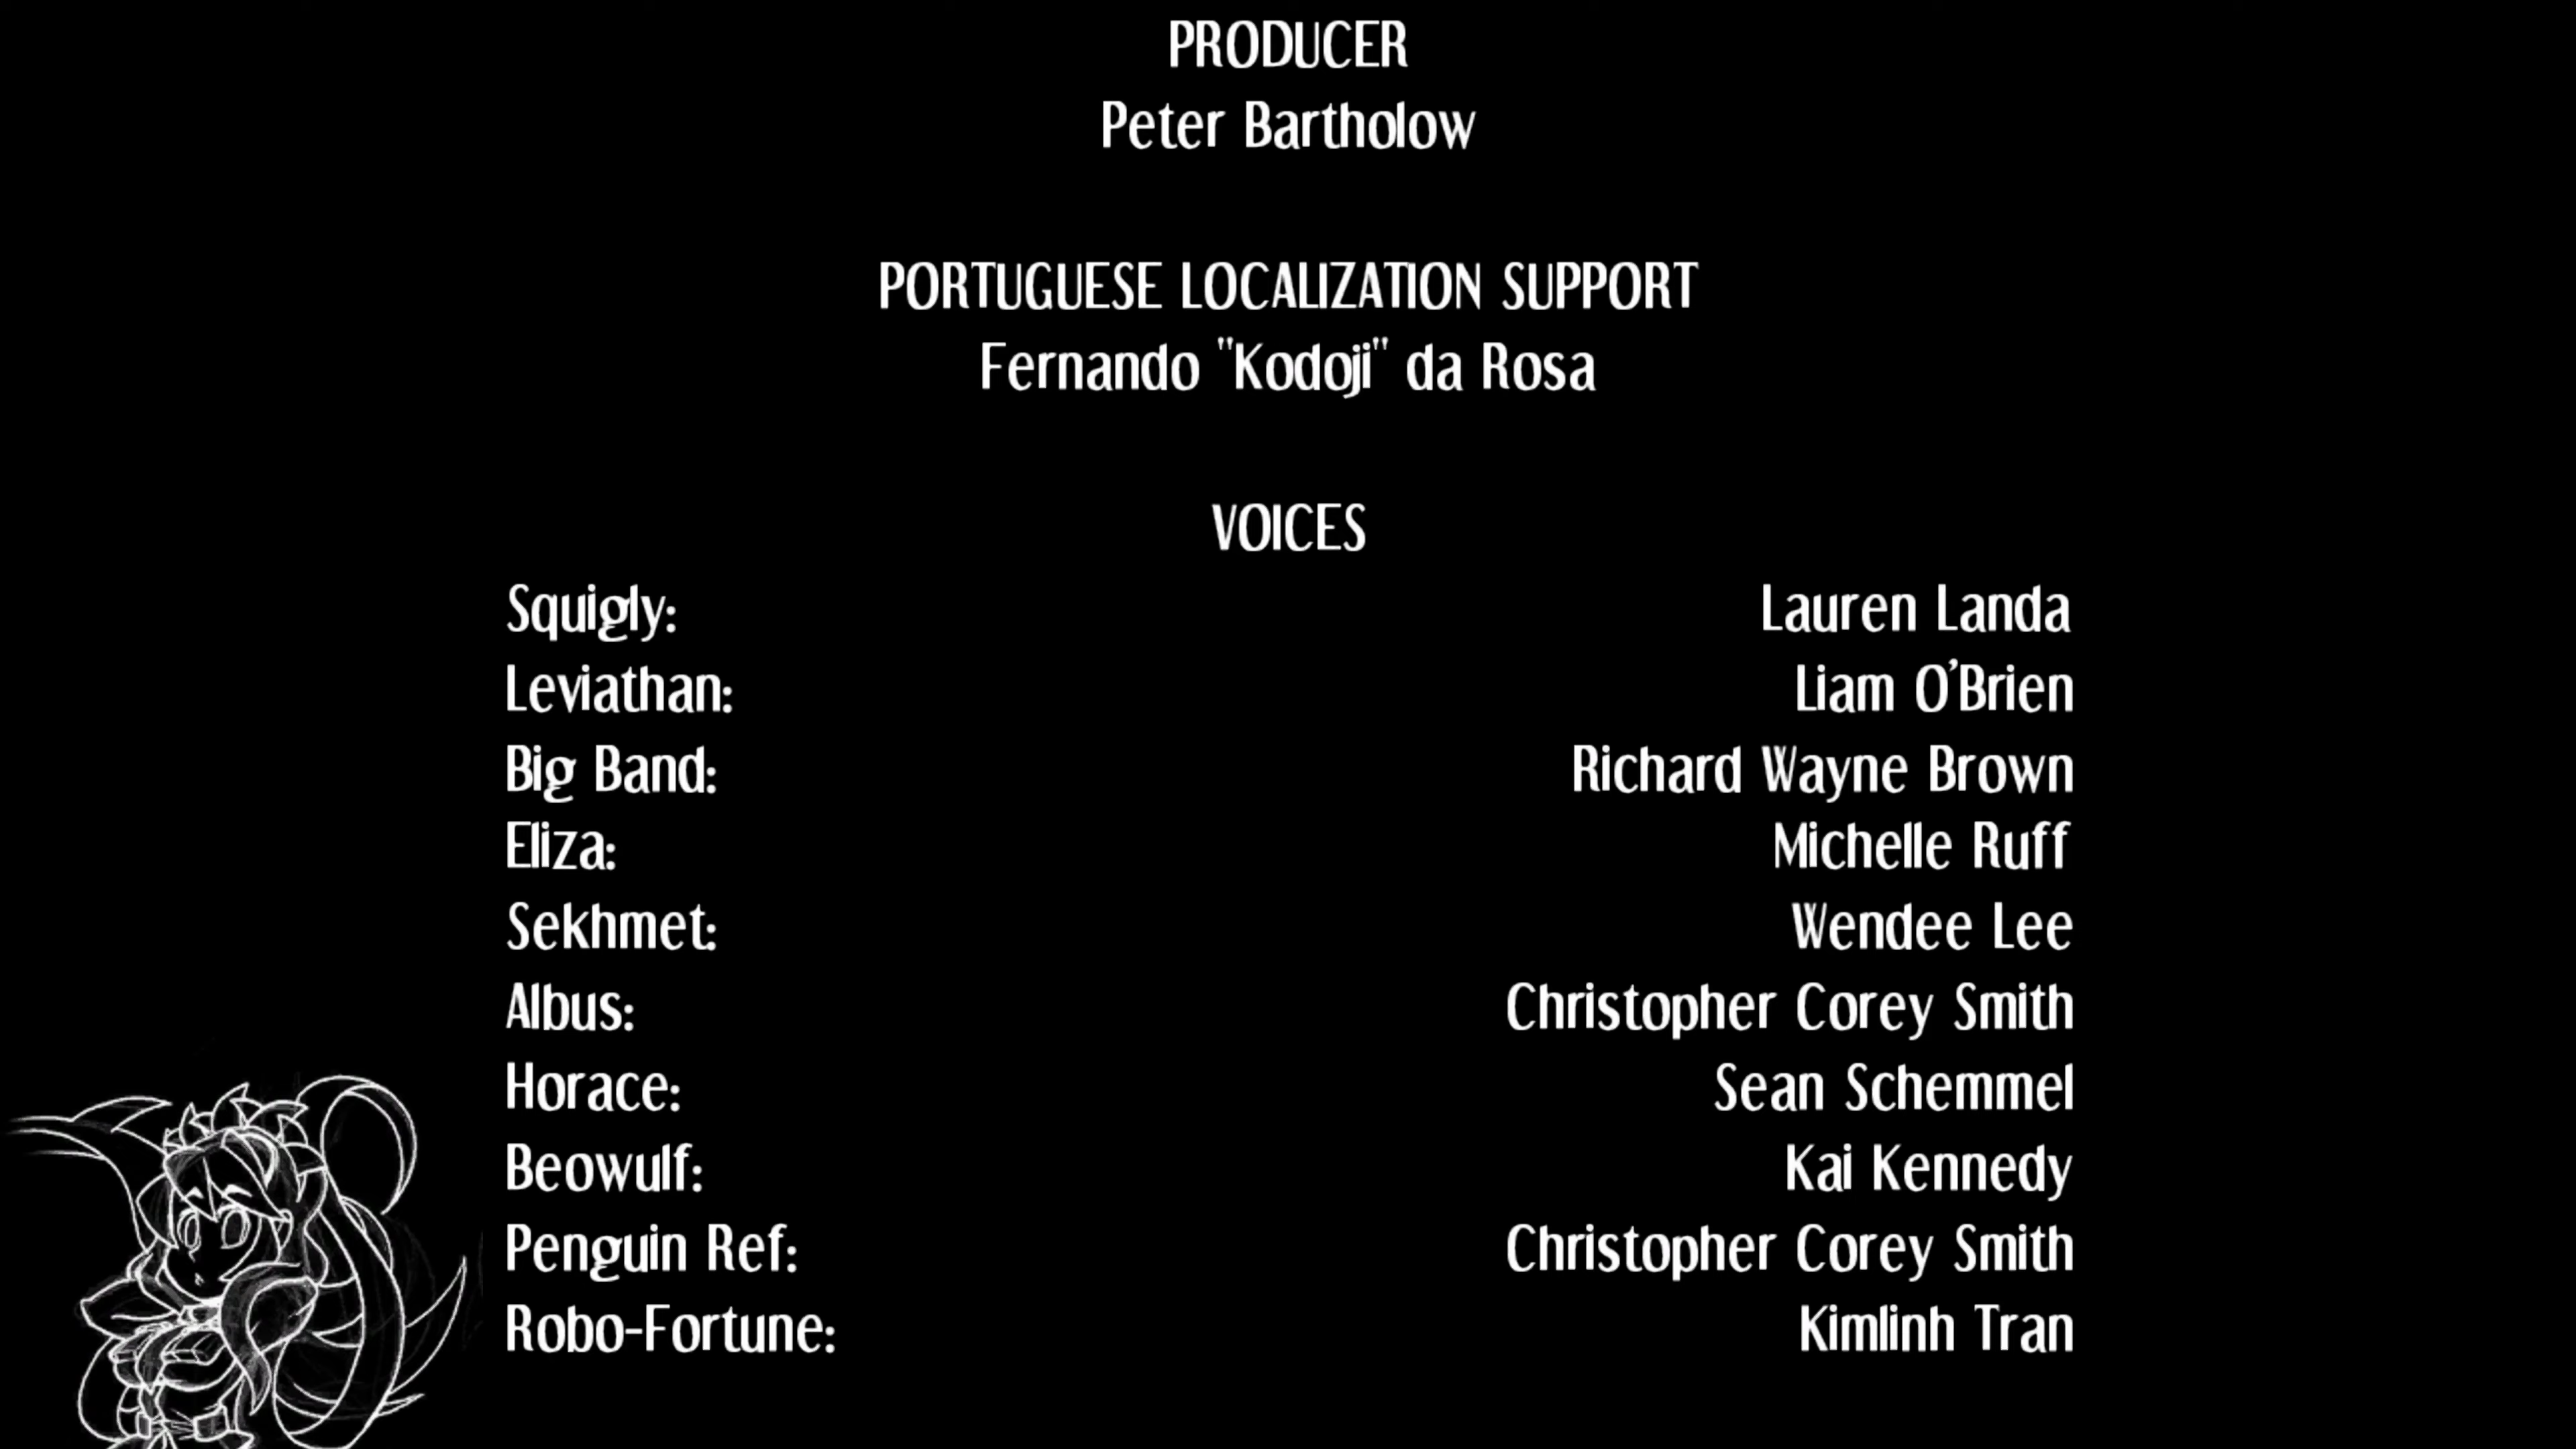 PRODUCER
Peter Bartholow
PORTUGUESE LOCALIZATION SUPPORT
Fernando "Kodoji" da Rosa
VOICES
Squigly: Lauren Landa
Leviathan: Liam O'Brien
Big Band: Richard Wayne Brown
Eliza: Michelle Ruff
Sekhmet: Wendee Lee
Albus: Christopher Corey Smith
Horace: Sean Schemmel
Beowulf: Kai Kennedy
Penguin Ref: Christopher Corey Smith
Robo-Fortune: Kimlinh Tran